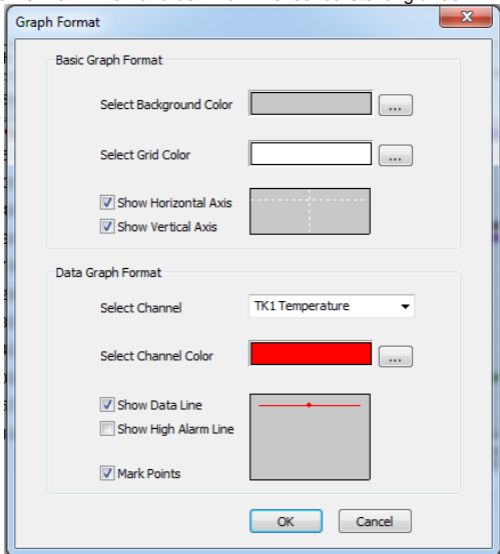 Graph Format
Basic Graph Format
Select Background Color
...
Select Grid Color
...
Show Horizontal Axis
Show Vertical Axis
Data Graph Format
Select Channel
TK1 Temperature
Select Channel Color
...
Show Data Line
Show High Alarm Line
Mark Points
OK
Cancel